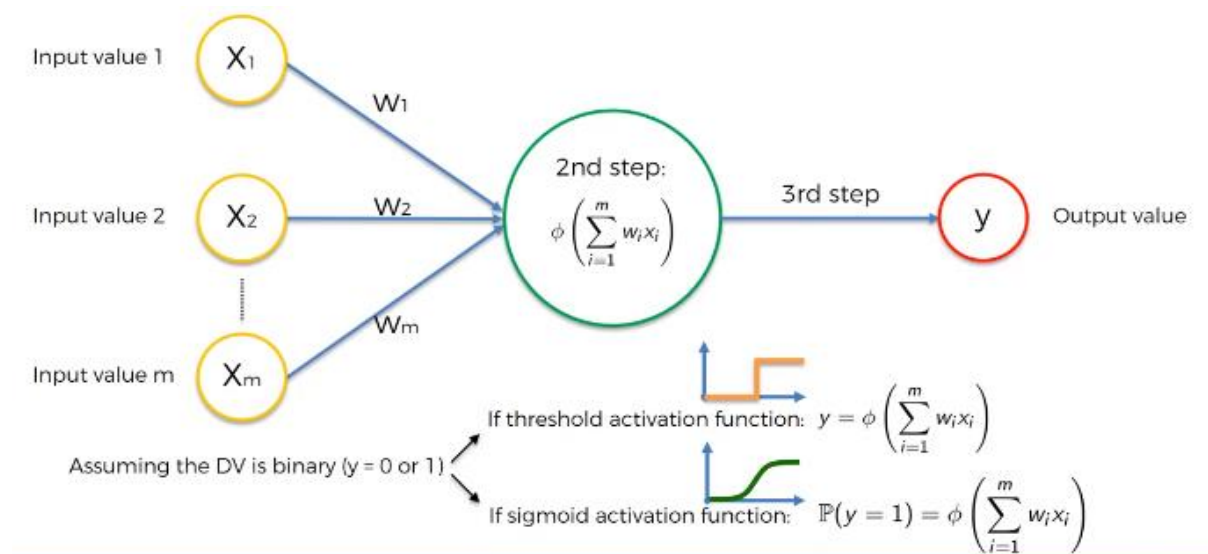 Input value 1
X1
W1
2nd step:
3rd step
Input value 2
X2
W2
ϕ(∑_{i=1}^{m} w_i x_i)
y
Output value
Wm
Input value m
Xm
If threshold activation function: y = ϕ(∑_{i=1}^{m} w_i x_i)
Assuming the DV is binary (y = 0 or 1)
If sigmoid activation function: ℙ(y = 1) = ϕ(∑_{i=1}^{m} w_i x_i)